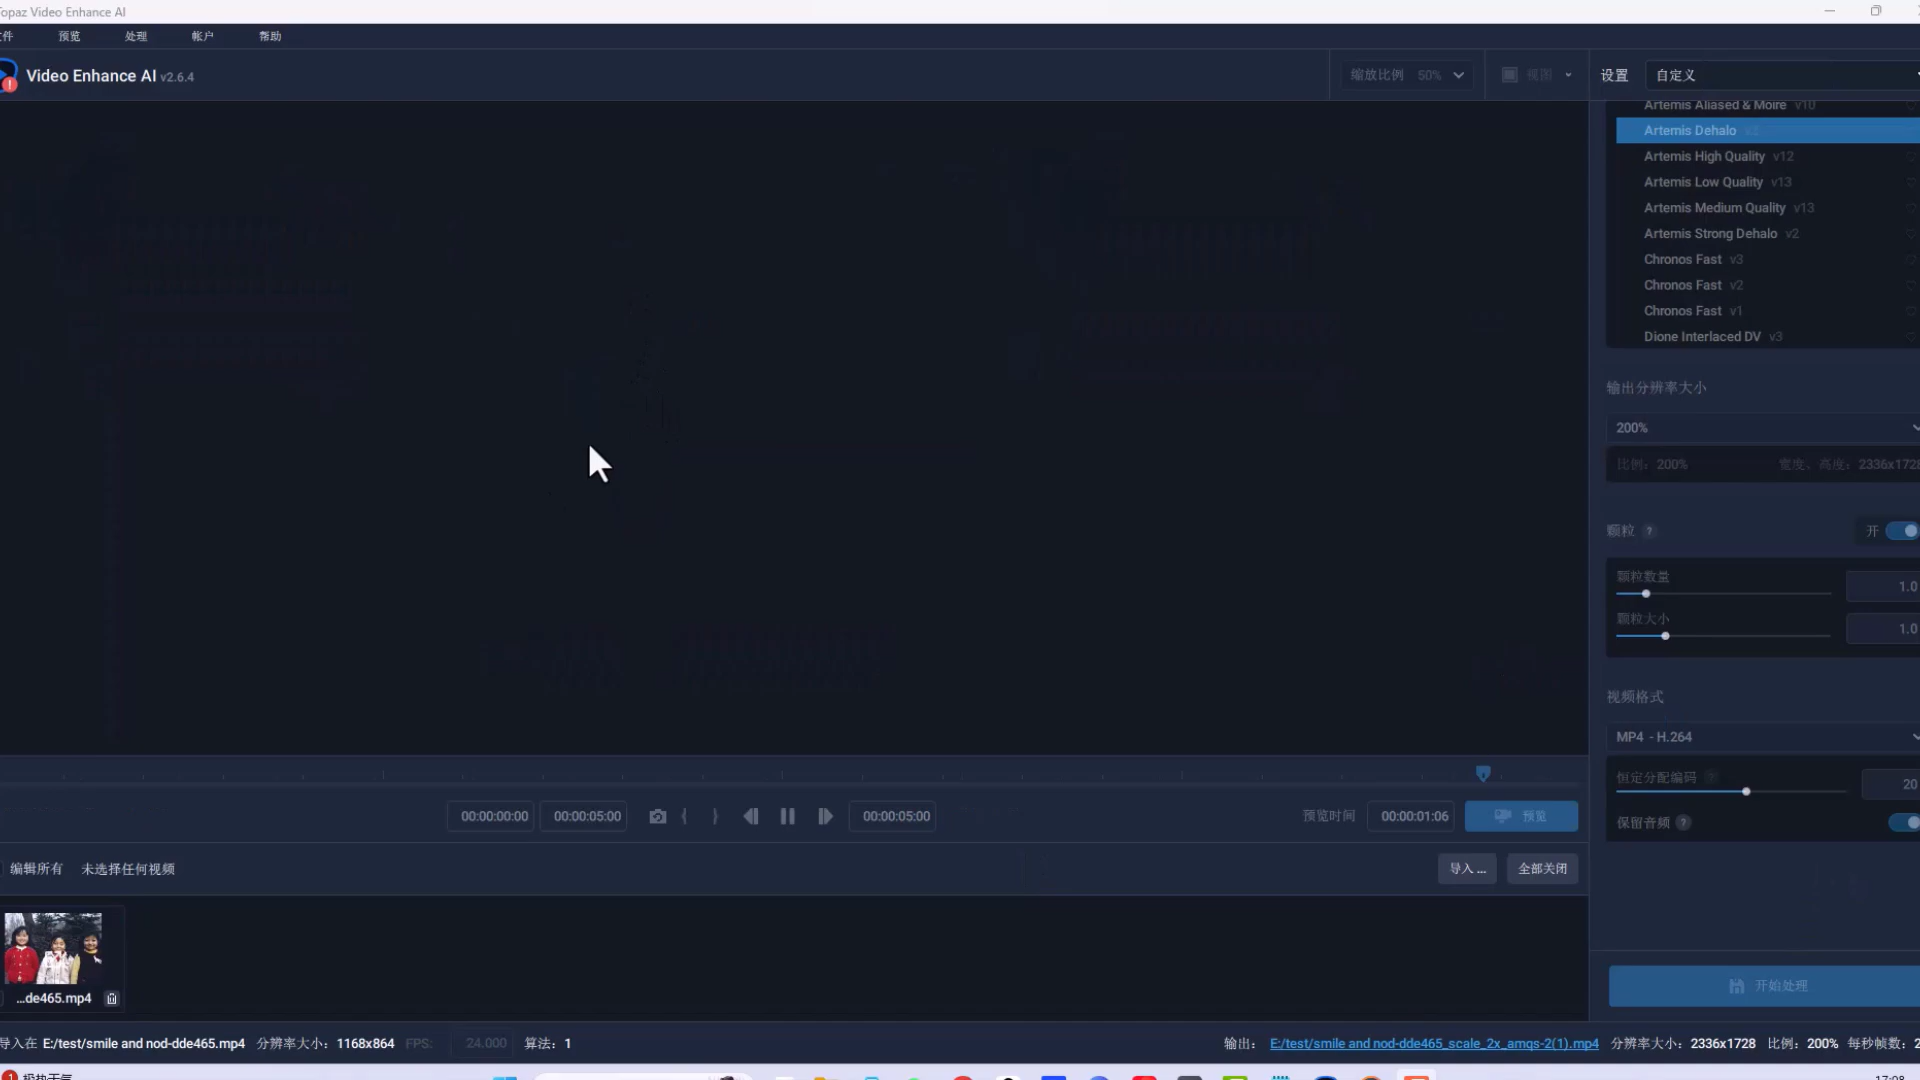 opaz Video Enhance AI
件 预览 处理 帐户 帮助
Video Enhance AI v2.6.4
缩放比例 50% 视图
设置 自定义
Artemis Aliased & Moire v10
Artemis Dehalo
Artemis High Quality v12
Artemis Low Quality v13
Artemis Medium Quality v13
Artemis Strong Dehalo v2
Chronos Fast v3
Chronos Fast v2
Chronos Fast v1
Dione Interlaced DV v3
输出分辨率大小
200%
比例: 200% 宽度、高度: 2336x1728
颗粒 ? 开
颗粒数量 1.0
颗粒大小 1.0
视频格式
MP4 - H.264
恒定分配编码 ? 20
保留音频 ?
00:00:00:00 00:00:05:00 00:00:05:00 预览时间 00:00:01:06 预览
编辑所有 未选择任何视频 导入 ... 全部关闭
...de465.mp4
开始处理
导入在 E:/test/smile and nod-dde465.mp4 分辨率大小: 1168x864 FPS: 24.000 算法: 1
输出: E:/test/smile and nod-dde465_scale_2x_amqs-2(1).mp4 分辨率大小: 2336x1728 比例: 200% 每秒帧数: 2
1